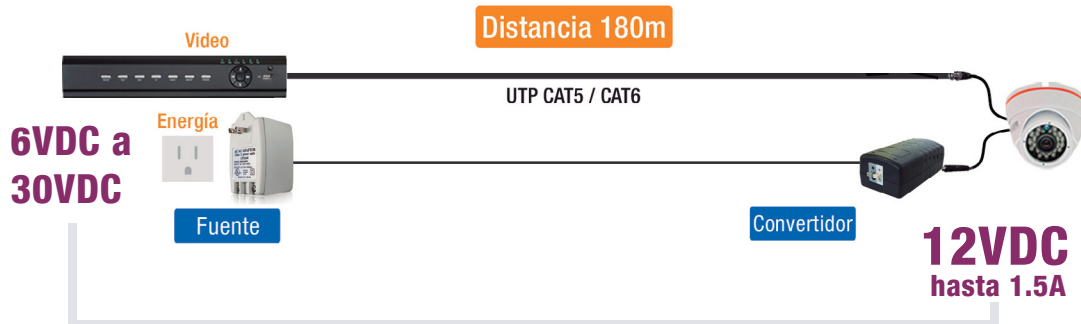 Distancia 180m
Video
UTP CAT5 / CAT6
Energía
6VDC a
30VDC
Fuente
Convertidor
12VDC
hasta 1.5A